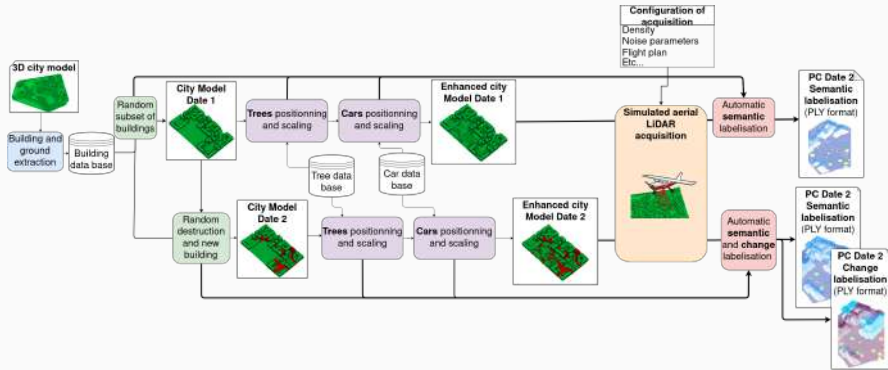 Configuration of
acquisition
Density
Noise parameters
Flight plan
Etc...
3D city model
Building and
ground
extraction
Building
data base
Random
subset of
buildings
City Model
Date 1
Trees positionning
and scaling
Cars positionning
and scaling
Enhanced city
Model Date 1
Simulated aerial
LiDAR
acquisition
Automatic
semantic
labelisation
PC Date 2
Semantic
labelisation
(PLY format)
Tree data
base
Car data
base
Random
destruction
and new
building
City Model
Date 2
Trees positionning
and scaling
Cars positionning
and scaling
Enhanced city
Model Date 2
Automatic
semantic
and change
labelisation
PC Date 2
Semantic
labelisation
(PLY format)
PC Date 2
Change
labelisation
(PLY format)